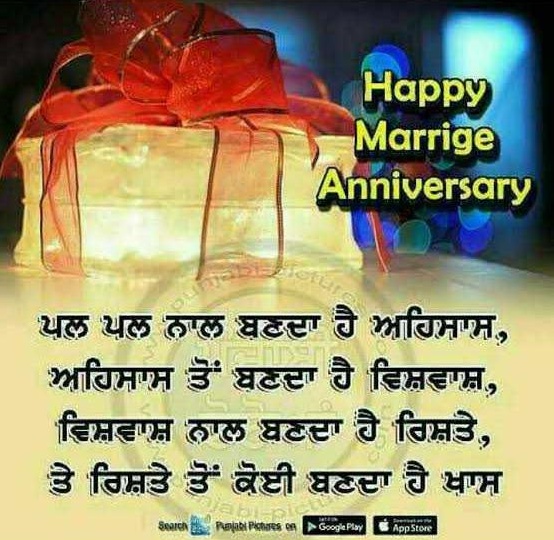 Happy
Marrige
Anniversary
ਪਲ ਪਲ ਨਾਲ ਬਣਦਾ ਹੈ ਅਹਿਸਾਸ,
ਅਹਿਸਾਸ ਤੋਂ ਬਣਦਾ ਹੈ ਵਿਸ਼ਵਾਸ਼,
ਵਿਸ਼ਵਾਸ਼ ਨਾਲ ਬਣਦਾ ਹੈ ਰਿਸ਼ਤੇ,
ਤੇ ਰਿਸ਼ਤੇ ਤੋਂ ਕੋਈ ਬਣਦਾ ਹੈ ਖਾਸ
Search Punjabi Pictures on Google Play App Store